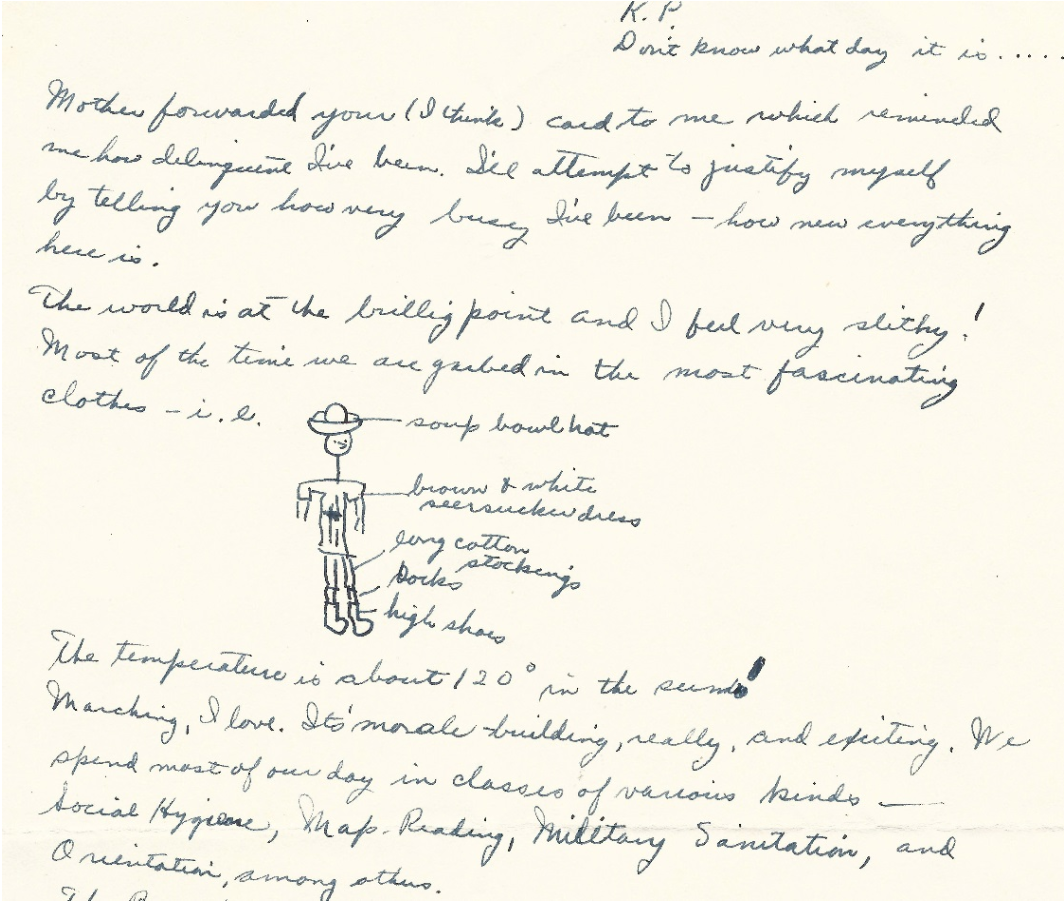 K. P.
Don't know what day it is.....
Mother forwarded your (I think) card to me which reminded
me how delinquent I've been. I'll attempt to justify myself
by telling you how very busy I've been — how new everything
here is.
The world is at the brillig point and I feel very slithy!
Most of the time we are garbed in the most fascinating
clothes – i.e.
soup bowl hat
brown & white
seersucker dress
long cotton
stockings
socks
high shoes
The temperature is about 120° in the sun!
Marching, I love. Its' morale-building, really, and exciting. We
spend most of our day in classes of various kinds —
Social Hygiene, Map-Reading, Military Sanitation, and
Orientation, among others.